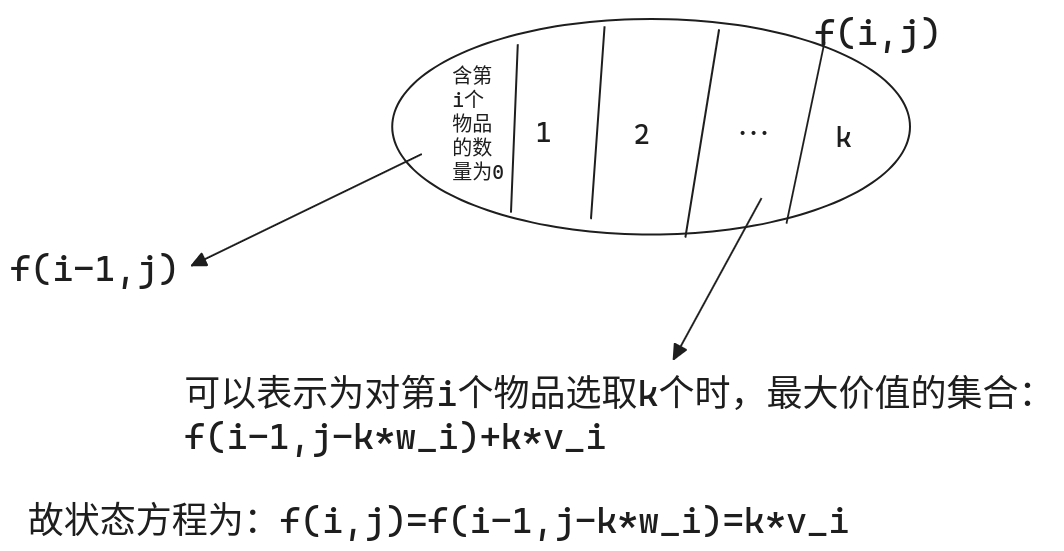 f(i,j)
含第
i个
物品
的数
量为0
1
2
...
k
f(i-1,j)
可以表示为对第i个物品选取k个时，最大价值的集合：
f(i-1,j-k*w_i)+k*v_i
故状态方程为：f(i,j)=f(i-1,j-k*w_i)=k*v_i